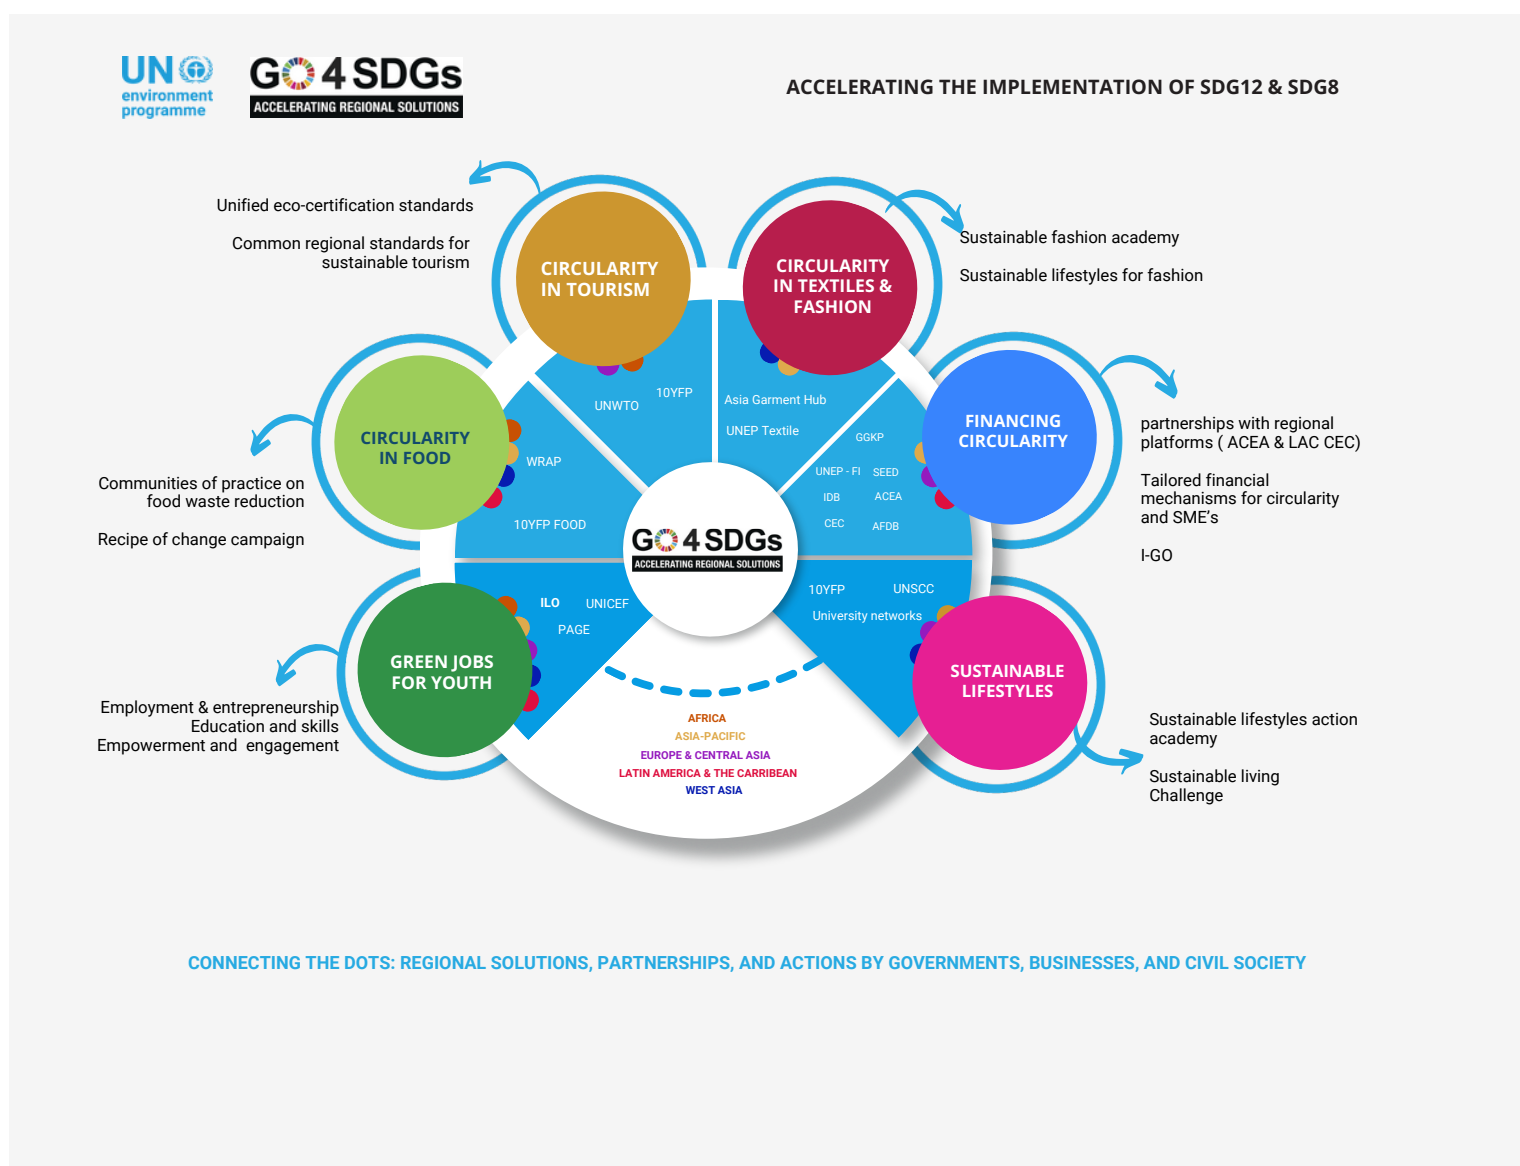 UN
environment
programme
GO4SDGs
ACCELERATING REGIONAL SOLUTIONS
ACCELERATING THE IMPLEMENTATION OF SDG12 & SDG8
Unified eco-certification standards
Common regional standards for
sustainable tourism
CIRCULARITY
IN TOURISM
CIRCULARITY
IN TEXTILES &
FASHION
Sustainable fashion academy
Sustainable lifestyles for fashion
UNWTO
10YFP
Asia Garment Hub
UNEP Textile
CIRCULARITY
IN FOOD
Communities of practice on
food waste reduction
Recipe of change campaign
WRAP
10YFP FOOD
GGKP
UNEP - FI
SEED
IDB
ACEA
CEC
AFDB
FINANCING
CIRCULARITY
partnerships with regional
platforms ( ACEA & LAC CEC)
Tailored financial
mechanisms for circularity
and SME’s
I-GO
GO4SDGs
ACCELERATING REGIONAL SOLUTIONS
GREEN JOBS
FOR YOUTH
Employment & entrepreneurship
Education and skills
Empowerment and  engagement
ILO
UNICEF
PAGE
10YFP
UNSCC
University networks
SUSTAINABLE
LIFESTYLES
Sustainable lifestyles action
academy
Sustainable living
Challenge
AFRICA
ASIA-PACIFIC
EUROPE & CENTRAL ASIA
LATIN AMERICA & THE CARRIBEAN
WEST ASIA
CONNECTING THE DOTS: REGIONAL SOLUTIONS, PARTNERSHIPS, AND ACTIONS BY GOVERNMENTS, BUSINESSES, AND CIVIL SOCIETY